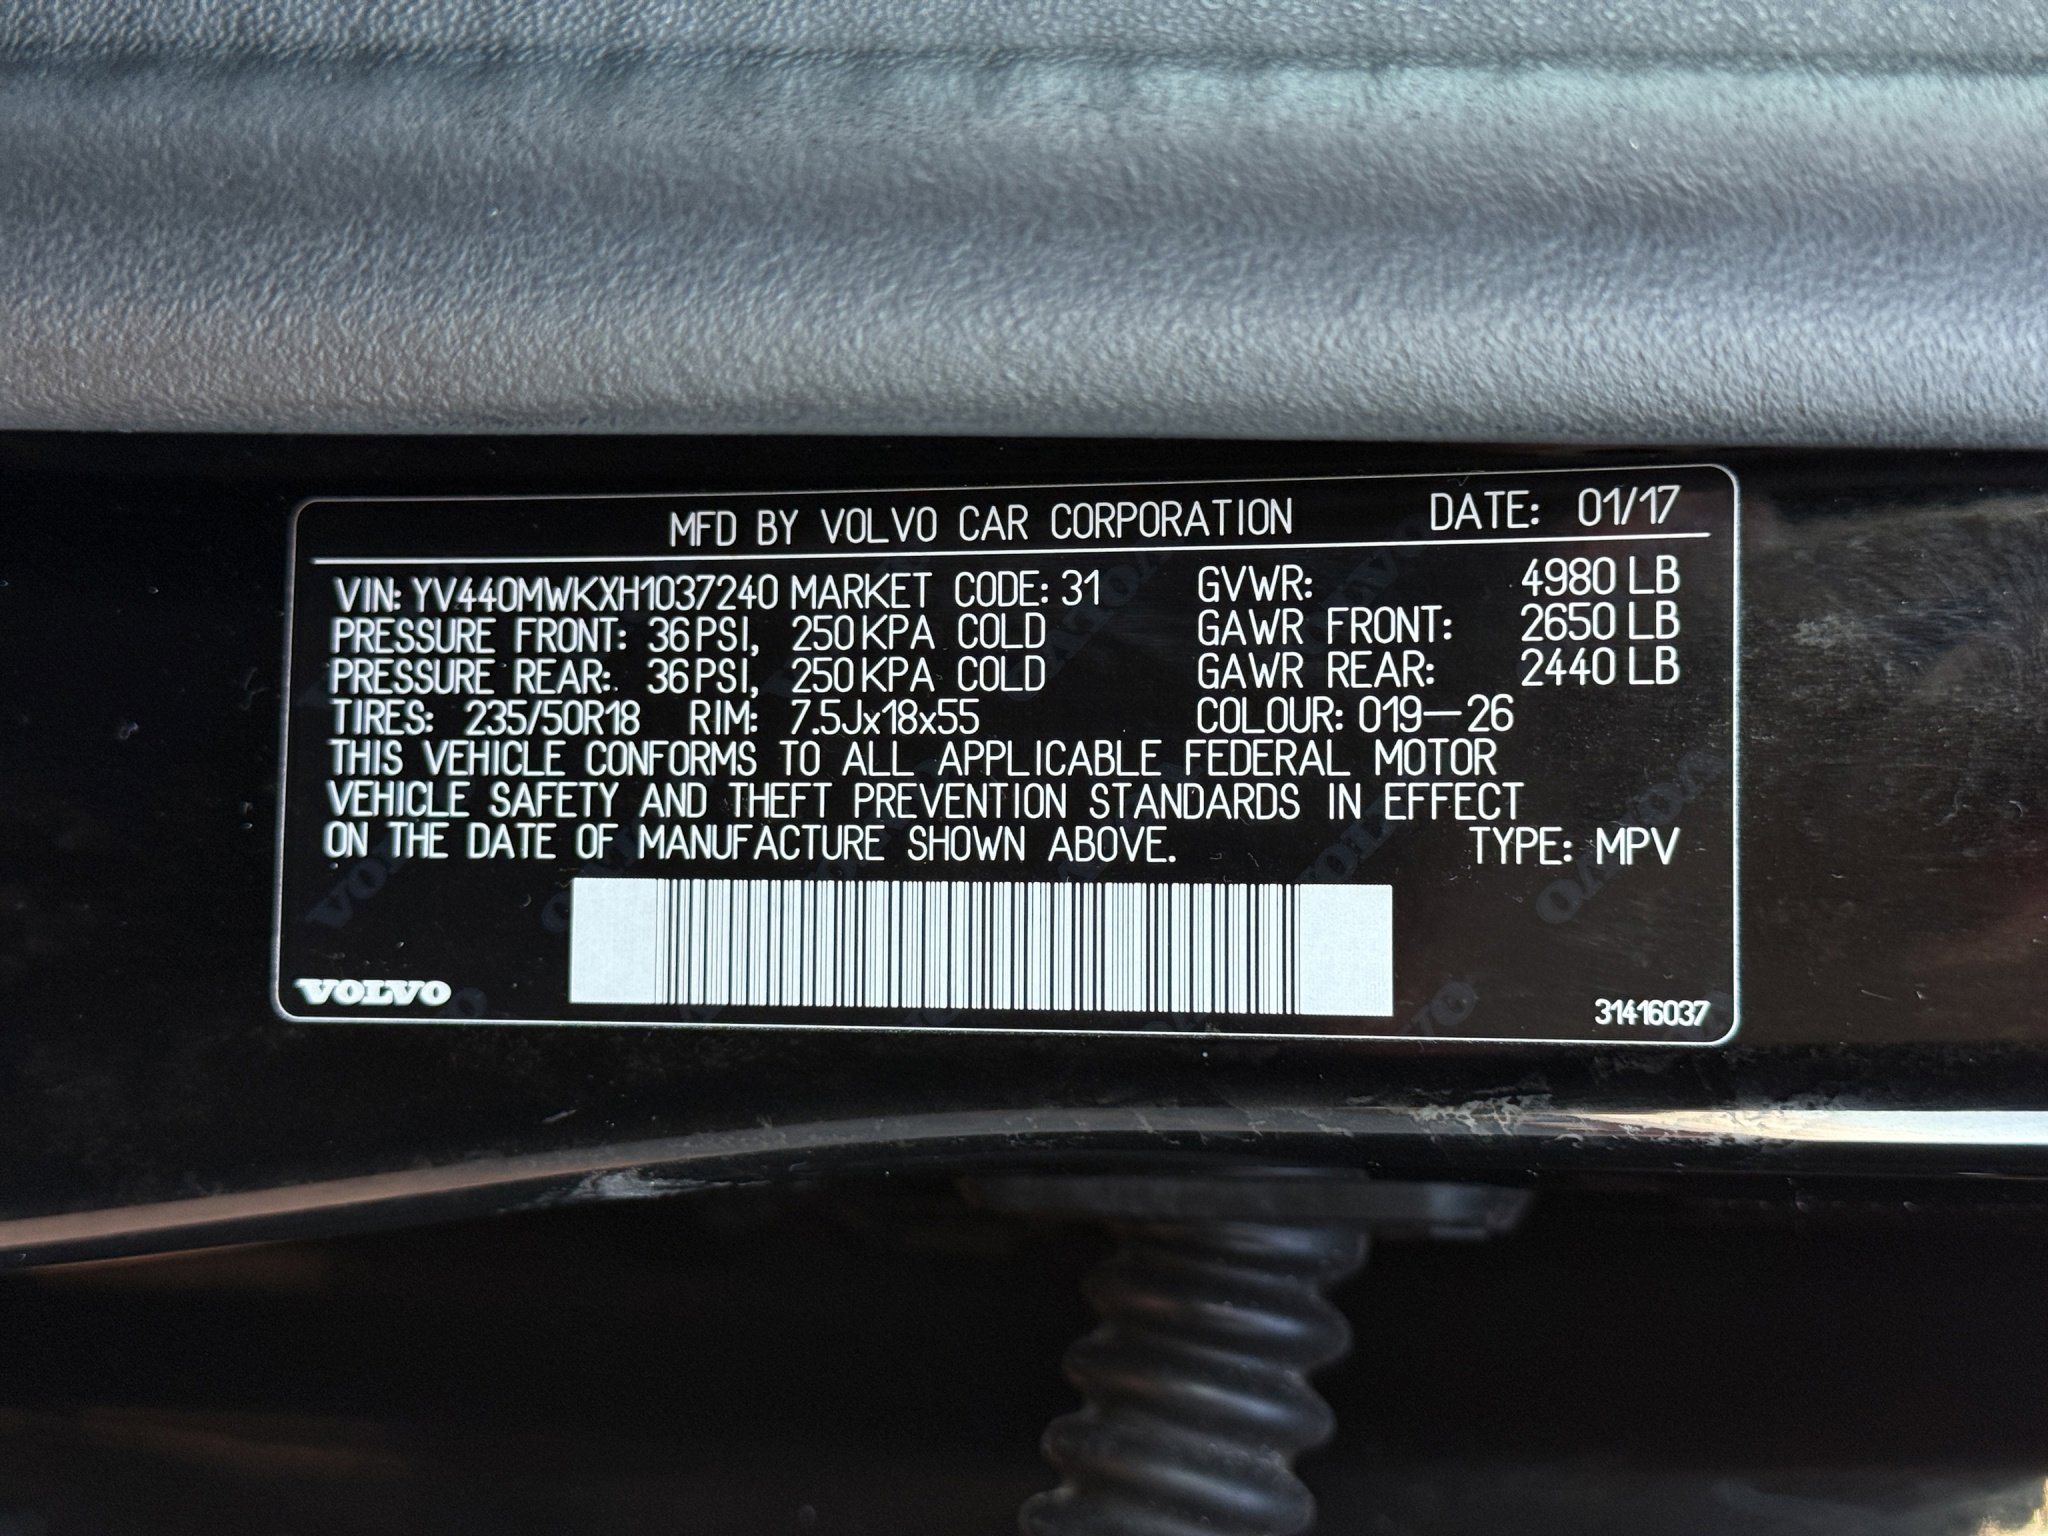 MFD BY VOLVO CAR CORPORATION DATE: 01/17
VIN: YV440MWKXH1037240 MARKET CODE: 31 GVWR: 4980 LB
PRESSURE FRONT: 36 PSI, 250 KPA COLD GAWR FRONT: 2650 LB
PRESSURE REAR: 36 PSI, 250 KPA COLD GAWR REAR: 2440 LB
TIRES: 235/50R18 RIM: 7.5Jx18x55 COLOUR: 019-26
THIS VEHICLE CONFORMS TO ALL APPLICABLE FEDERAL MOTOR
VEHICLE SAFETY AND THEFT PREVENTION STANDARDS IN EFFECT
ON THE DATE OF MANUFACTURE SHOWN ABOVE. TYPE: MPV
VOLVO 31416037